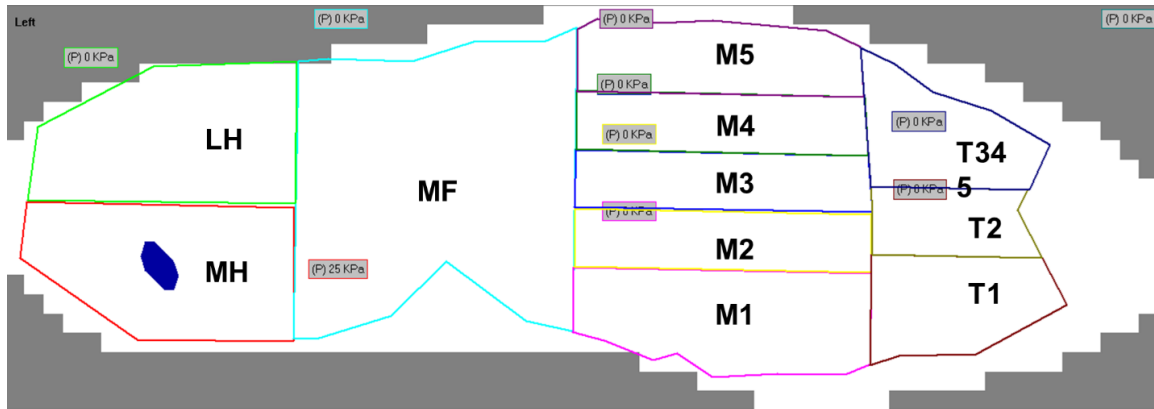 Left
(P) 0 KPa
(P) 0 KPa
(P) 0 KPa
(P) 0 KPa
M5
(P) 0 KPa
M4
(P) 0 KPa
LH
(P) 0 KPa
T34
5
M3
MF
(P) 0 KPa
(P) 0 KPa
T2
M2
MH
(P) 25 KPa
T1
M1